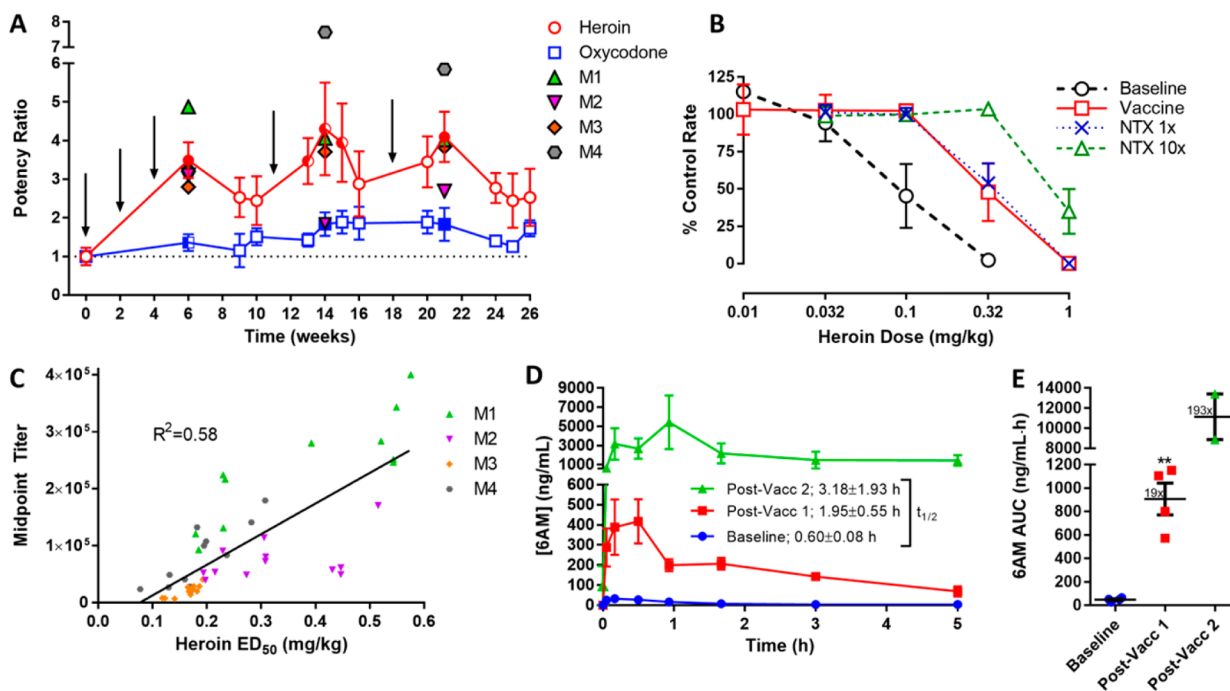 A
8
7
6
5
4
3
2
1
0
Potency Ratio
0 2 4 6 8 10 12 14 16 18 20 22 24 26
Time (weeks)
Heroin
Oxycodone
M1
M2
M3
M4
B
125
100
75
50
25
0
% Control Rate
0.01 0.032 0.1 0.32 1
Heroin Dose (mg/kg)
Baseline
Vaccine
NTX 1x
NTX 10x
C
4×10⁵
3×10⁵
2×10⁵
1×10⁵
0
Midpoint Titer
R²=0.58
0.0 0.1 0.2 0.3 0.4 0.5 0.6
Heroin ED₅₀ (mg/kg)
M1
M2
M3
M4
D
9000
7000
5000
3000
1000
600
500
400
300
200
100
0
[6AM] (ng/mL)
Post-Vacc 2; 3.18±1.93 h
Post-Vacc 1; 1.95±0.55 h
Baseline; 0.60±0.08 h
t₁/₂
0 1 2 3 4 5
Time (h)
E
14000
12000
10000
8000
1200
1000
800
600
400
200
0
6AM AUC (ng/mL·h)
193x
**
19x
Baseline
Post-Vacc 1
Post-Vacc 2